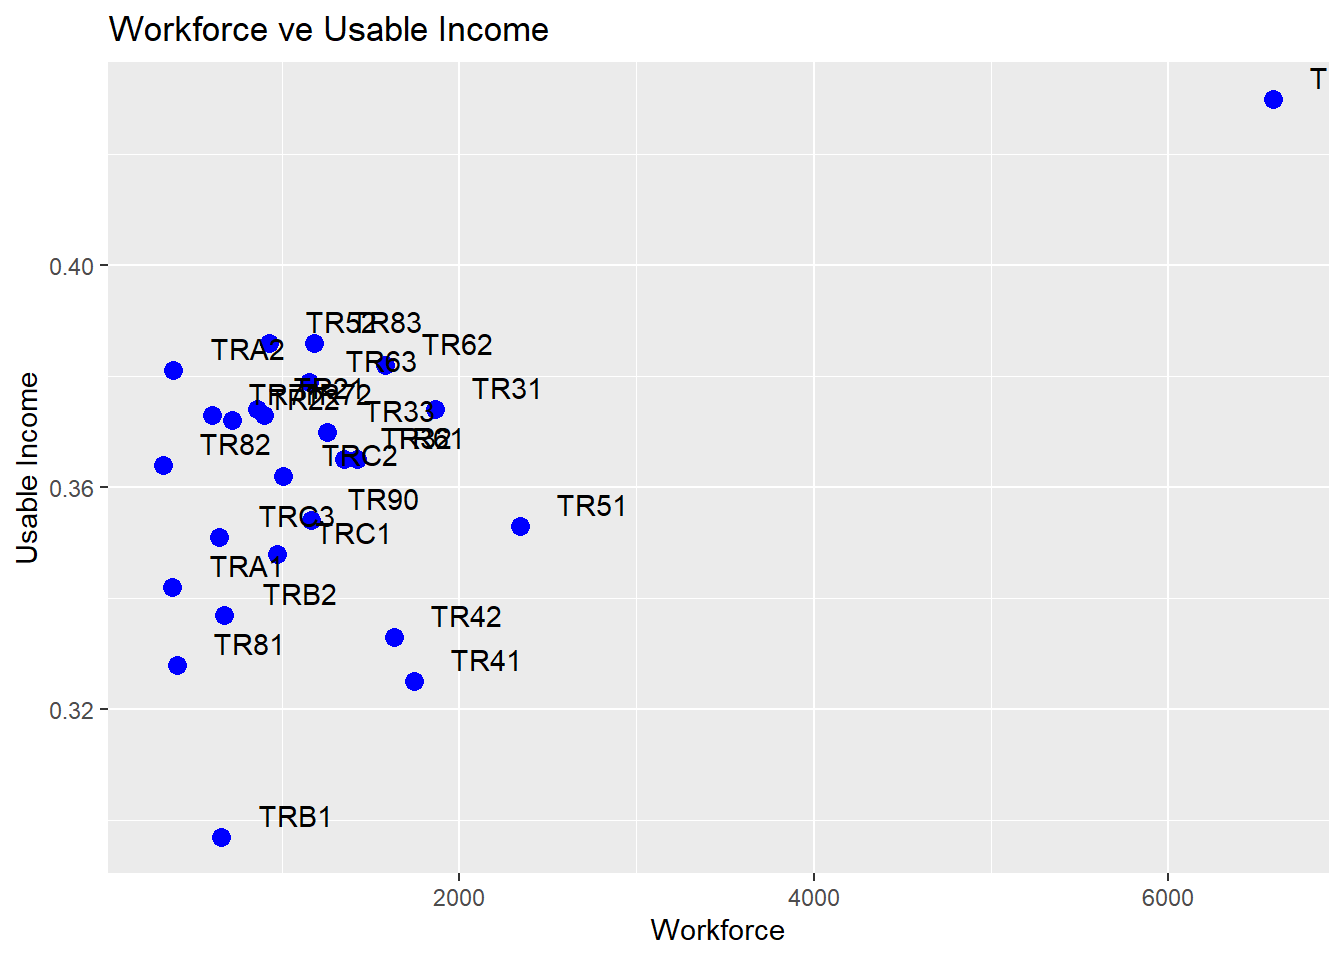 Workforce ve Usable Income
T
0.40
TR52
TR83
TRA2
TR62
TR63
TR31
TR72
TR22
TR33
TR82
TRC2
0.36
TR90
TR51
TRC3
TRC1
TRA1
TRB2
TR42
TR81
TR41
0.32
TRB1
2000
4000
6000
Workforce
Usable Income